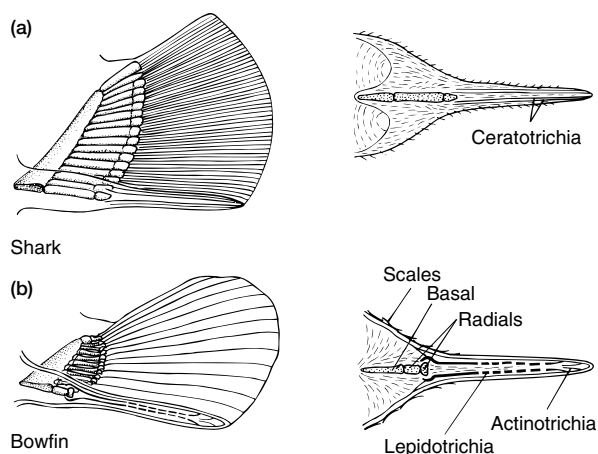 (a)
Ceratotrichia
Shark
(b)
Scales
Basal
Radials
Actinotrichia
Lepidotrichia
Bowfin